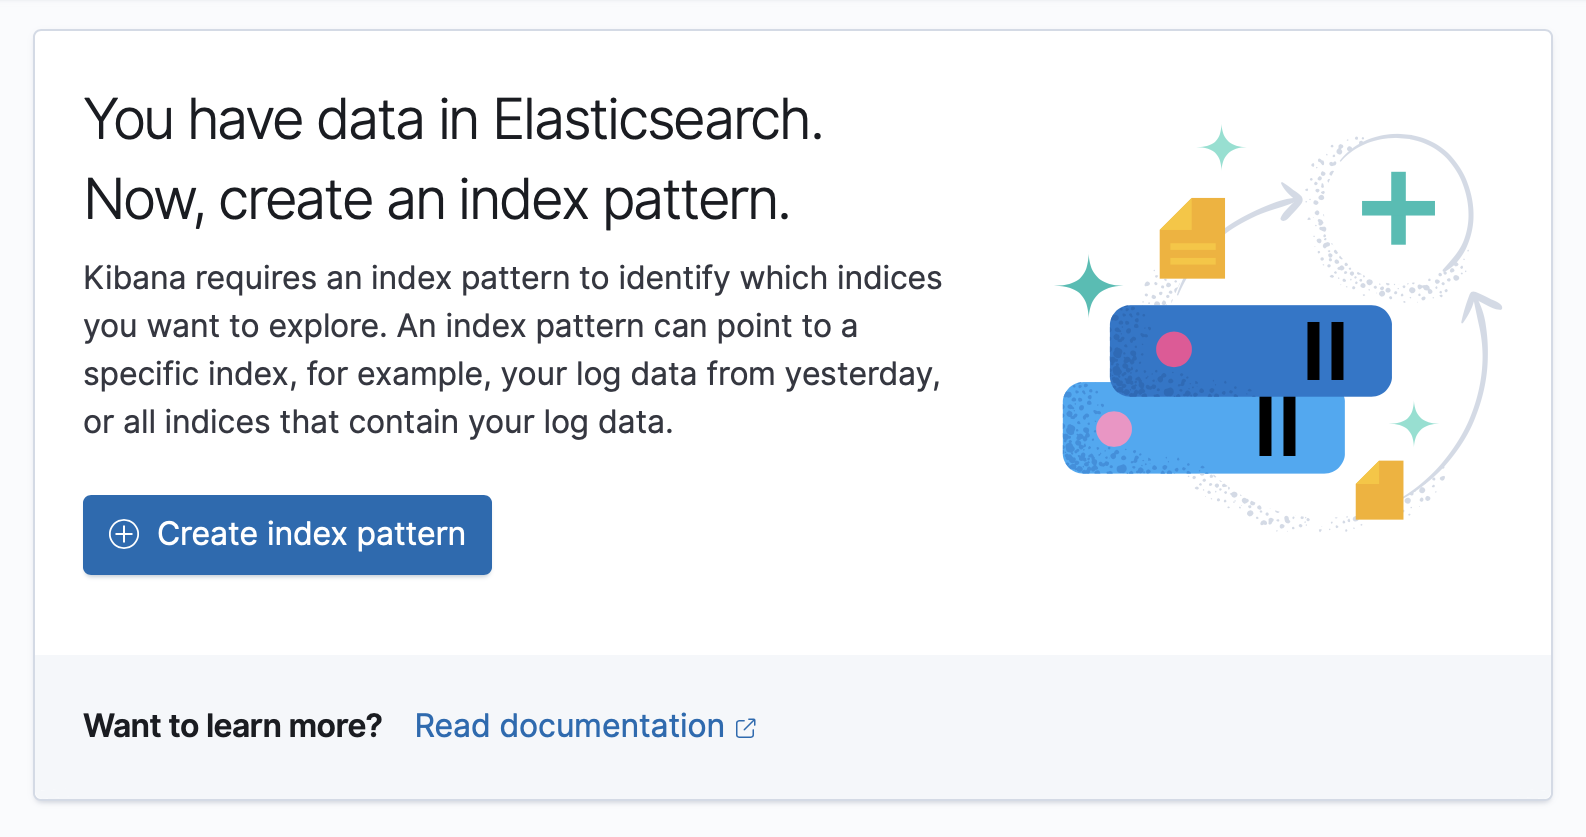 You have data in Elasticsearch.
Now, create an index pattern.
Kibana requires an index pattern to identify which indices
you want to explore. An index pattern can point to a
specific index, for example, your log data from yesterday,
or all indices that contain your log data.
Create index pattern
Want to learn more? Read documentation